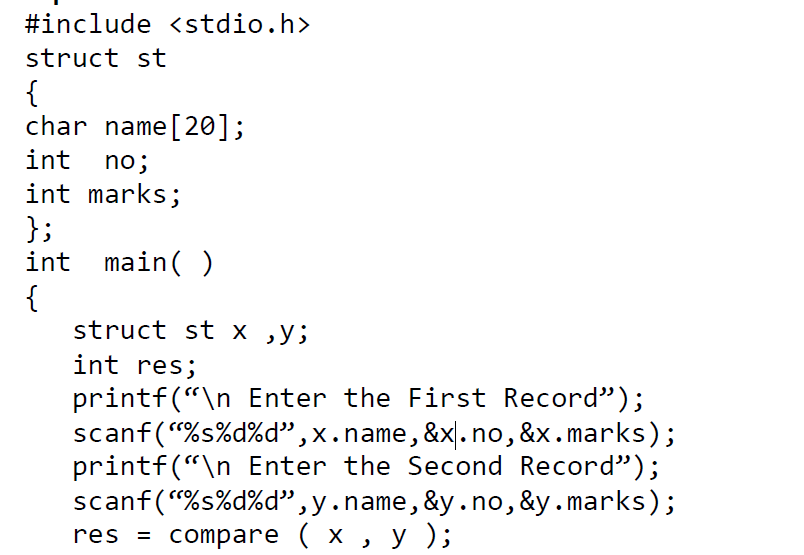 #include <stdio.h>
struct st
{
char name[20];
int  no;
int marks;
};
int  main( )
{
   struct st x ,y;
   int res;
   printf(“\n Enter the First Record”);
   scanf(“%s%d%d”,x.name,&x.no,&x.marks);
   printf(“\n Enter the Second Record”);
   scanf(“%s%d%d”,y.name,&y.no,&y.marks);
   res = compare ( x , y );